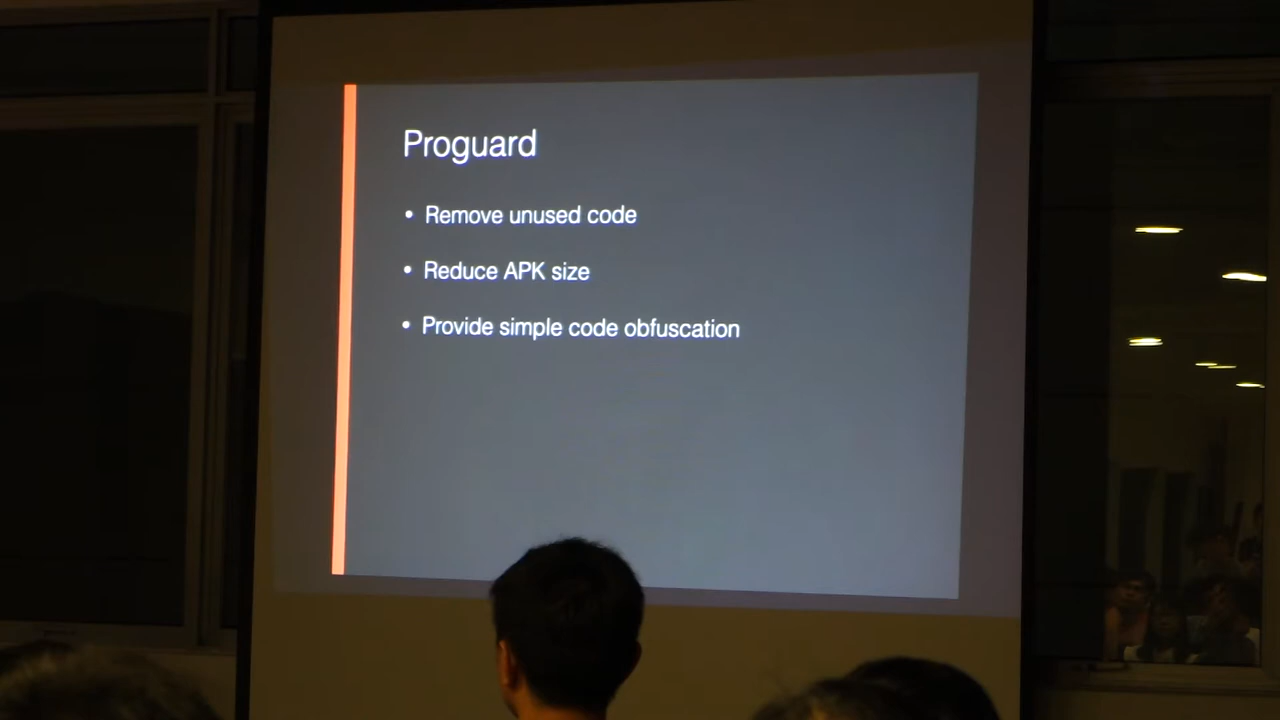 Proguard
• Remove unused code
• Reduce APK size
• Provide simple code obfuscation